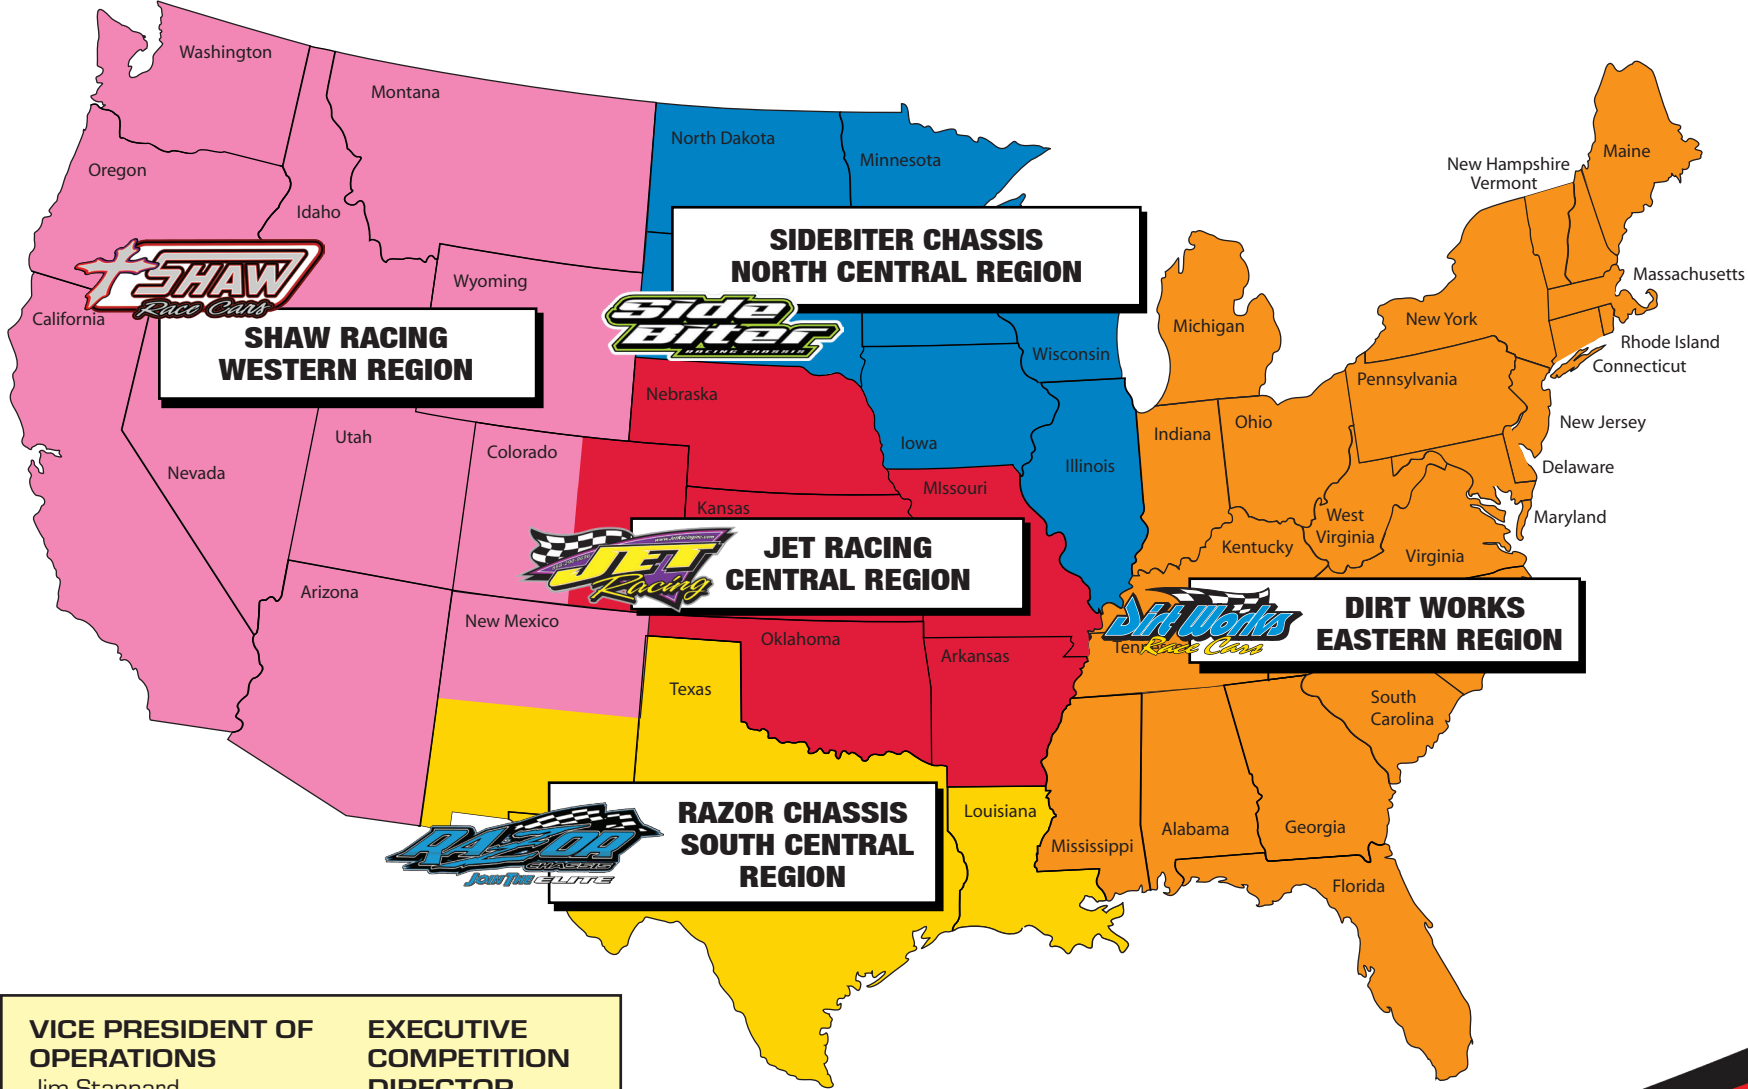 Washington
Montana
North Dakota
Minnesota
Maine
New Hampshire
Vermont
Oregon
Idaho
SIDEBITER CHASSIS
NORTH CENTRAL REGION
SHAW
Race Cars
Wyoming
Massachusetts
California
SHAW RACING
WESTERN REGION
Side
Biter
RACING CHASSIS
Wisconsin
Michigan
New York
Rhode Island
Connecticut
Nebraska
Pennsylvania
Utah
Colorado
Iowa
Illinois
Indiana
Ohio
New Jersey
Nevada
Delaware
MIssouri
Kansas
West
Virginia
Maryland
JET
Racing
JET RACING
CENTRAL REGION
Kentucky
Virginia
Arizona
New Mexico
Oklahoma
Arkansas
Dirt Works
Race Cars
DIRT WORKS
EASTERN REGION
Texas
South
Carolina
RAZOR
CHASSIS
JOIN THE ELITE
RAZOR CHASSIS
SOUTH CENTRAL
REGION
Louisiana
Mississippi
Alabama
Georgia
Florida
VICE PRESIDENT OF
OPERATIONS
Jim Stannard
EXECUTIVE
COMPETITION
DIRECTOR